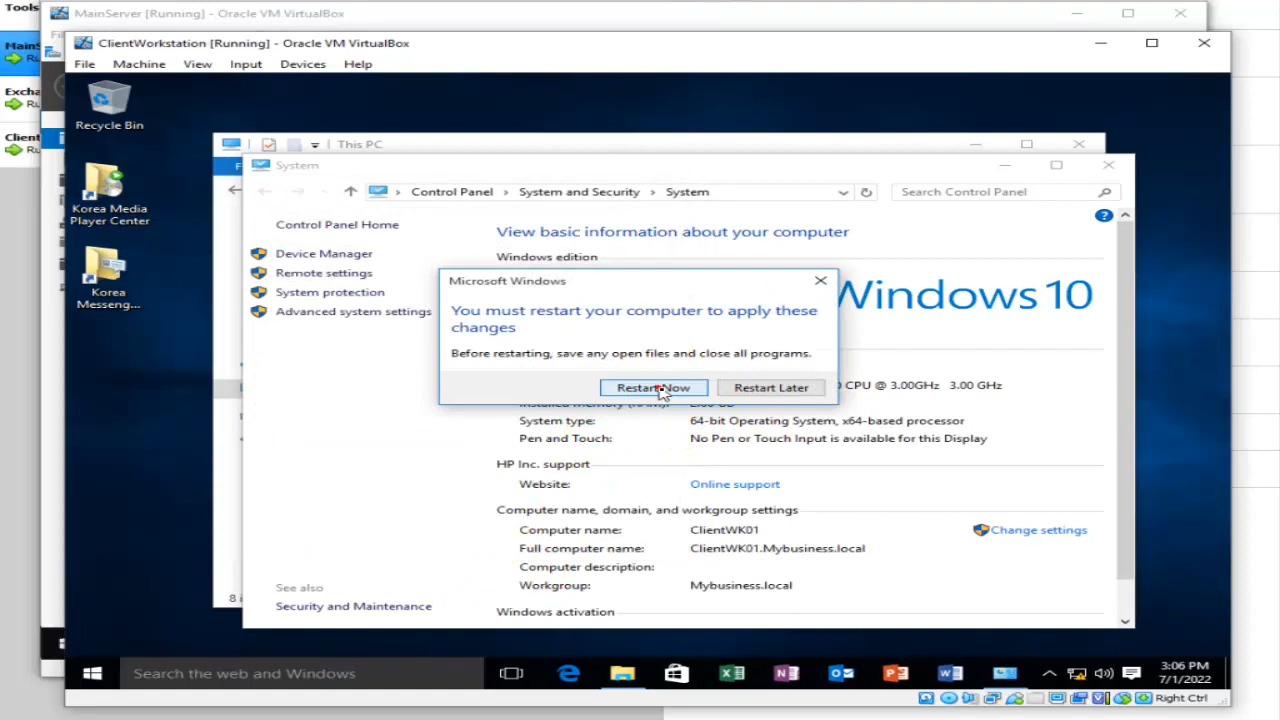 Tools
MainServer [Running] - Oracle VM VirtualBox
ClientWorkstation [Running] - Oracle VM VirtualBox
File Machine View Input Devices Help
Recycle Bin
Korea Media
Player Center
Korea
Messeng...
This PC
System
Control Panel > System and Security > System
Search Control Panel
Control Panel Home
Device Manager
Remote settings
System protection
Advanced system settings
View basic information about your computer
Windows edition
Windows 10
Microsoft Windows
You must restart your computer to apply these
changes
Before restarting, save any open files and close all programs.
Restart Now Restart Later
CPU @ 3.00GHz 3.00 GHz
System type: 64-bit Operating System, x64-based processor
Pen and Touch: No Pen or Touch Input is available for this Display
HP Inc. support
Website: Online support
Computer name, domain, and workgroup settings
Computer name: ClientWK01
Change settings
Full computer name: ClientWK01.Mybusiness.local
Computer description:
Workgroup: Mybusiness.local
Windows activation
See also
Security and Maintenance
Search the web and Windows
3:06 PM
7/1/2022
Right Ctrl